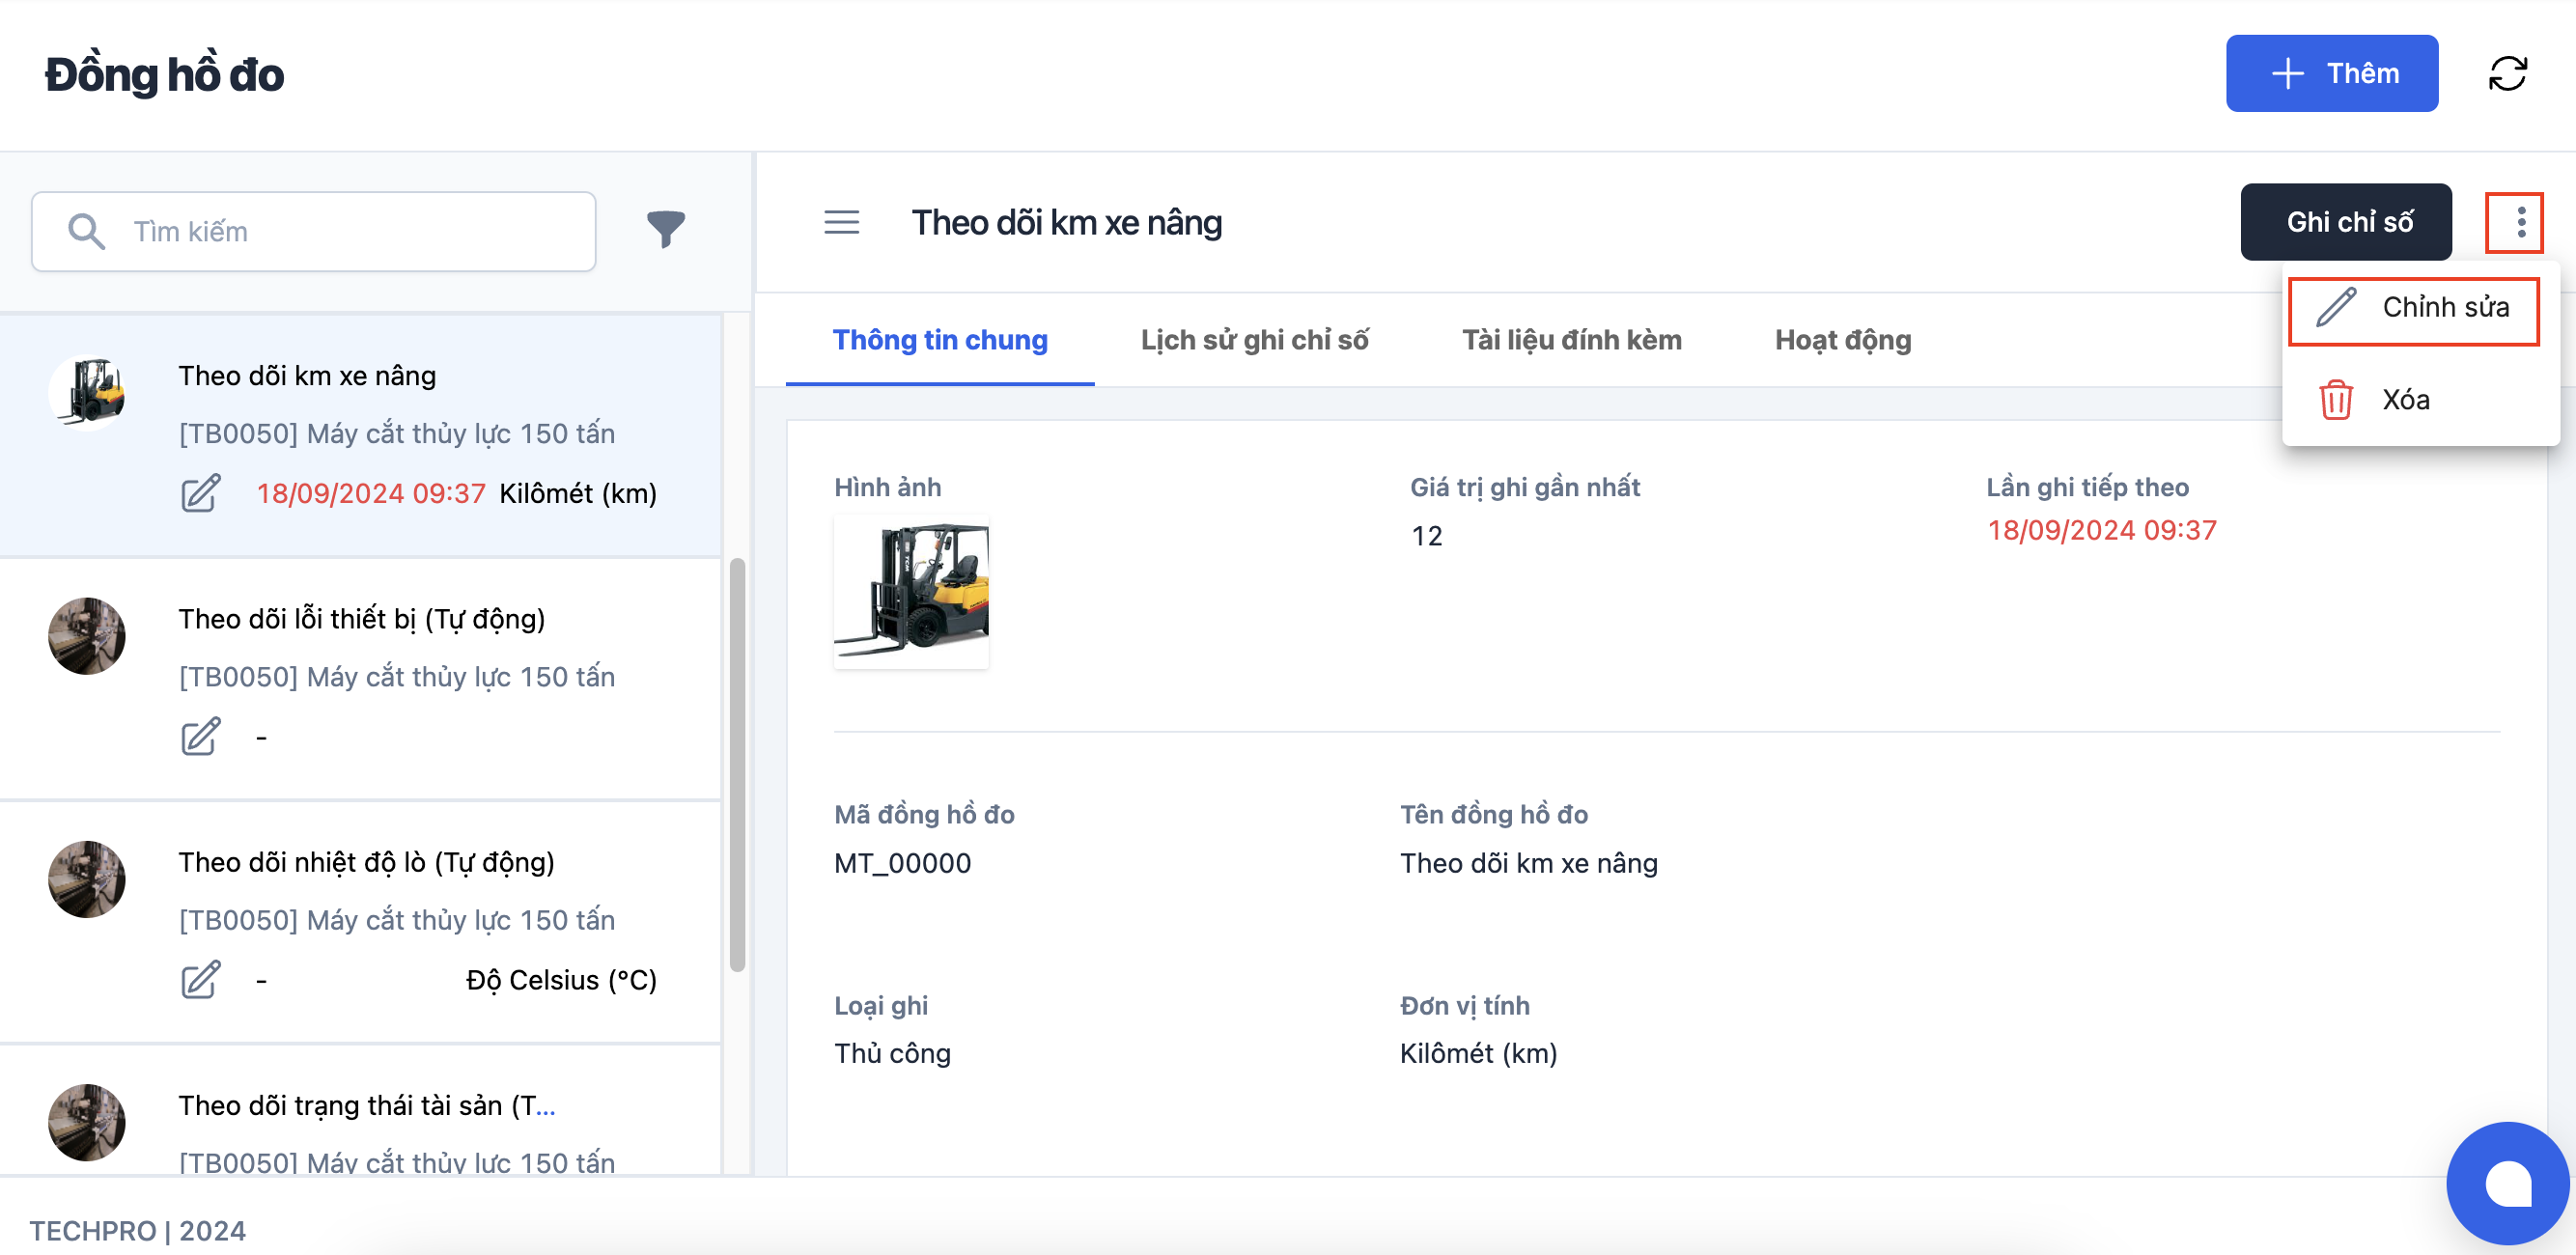 Đồng hồ đo
Thêm
Tìm kiếm
Theo dõi km xe nâng
[TB0050] Máy cắt thủy lực 150 tấn
18/09/2024 09:37 Kilômét (km)
Theo dõi lỗi thiết bị (Tự động)
[TB0050] Máy cắt thủy lực 150 tấn
-
Theo dõi nhiệt độ lò (Tự động)
[TB0050] Máy cắt thủy lực 150 tấn
- Độ Celsius (°C)
Theo dõi trạng thái tài sản (T...
[TB0050] Máy cắt thủy lực 150 tấn
Theo dõi km xe nâng
Ghi chỉ số
Chỉnh sửa
Xóa
Thông tin chung Lịch sử ghi chỉ số Tài liệu đính kèm Hoạt động
Hình ảnh Giá trị ghi gần nhất Lần ghi tiếp theo
12 18/09/2024 09:37
Mã đồng hồ đo Tên đồng hồ đo
MT_00000 Theo dõi km xe nâng
Loại ghi Đơn vị tính
Thủ công Kilômét (km)
TECHPRO | 2024